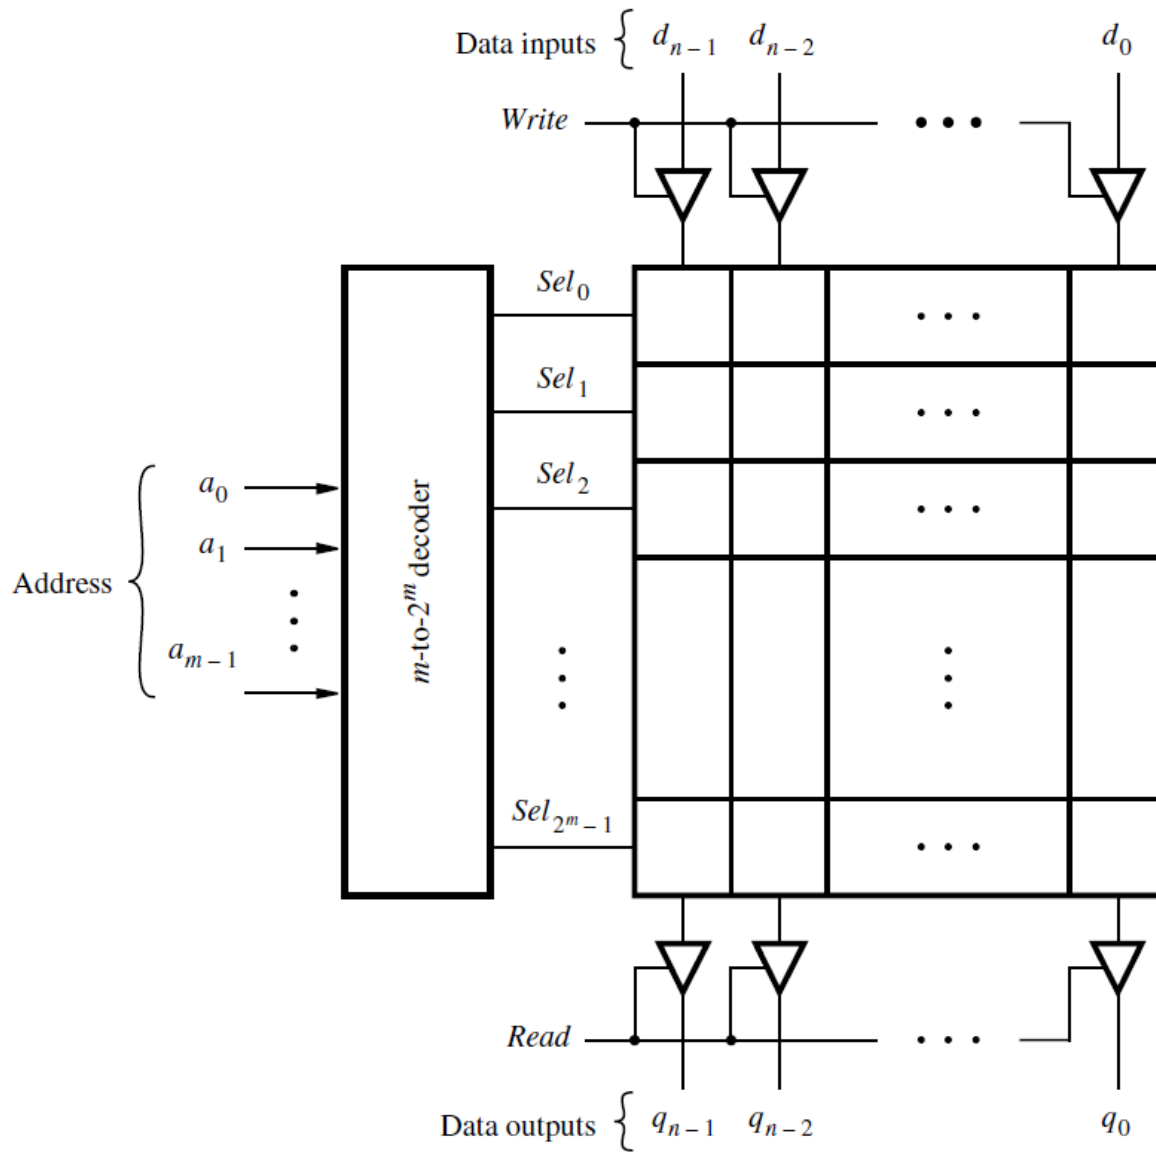 Data inputs { d_{n-1} d_{n-2} d_0
Write
Sel_0
Sel_1
Sel_2
a_0
a_1
Address
a_{m-1}
m-to-2^m decoder
Sel_{2^m-1}
Read
Data outputs { q_{n-1} q_{n-2} q_0